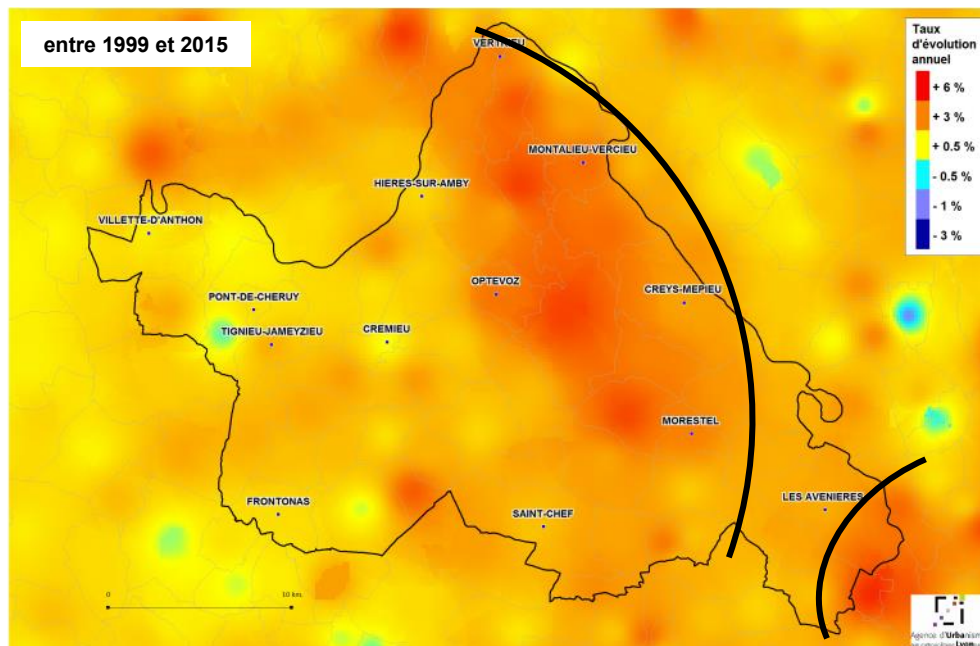 entre 1999 et 2015
Taux
d'évolution
annuel
+ 6 %
+ 3 %
+ 0.5 %
- 0.5 %
- 1 %
- 3 %
VERTRIEU
MONTALIEU-VERCIEU
HIERES-SUR-AMBY
VILLETTE-D'ANTHON
OPTEVOZ
CREYS-MEPIEU
PONT-DE-CHERUY
TIGNIEU-JAMEYZIEU
CREMIEU
MORESTEL
LES AVENIERES
FRONTONAS
SAINT-CHEF
0 10 km
Agence d'Urbanisme
Lyon